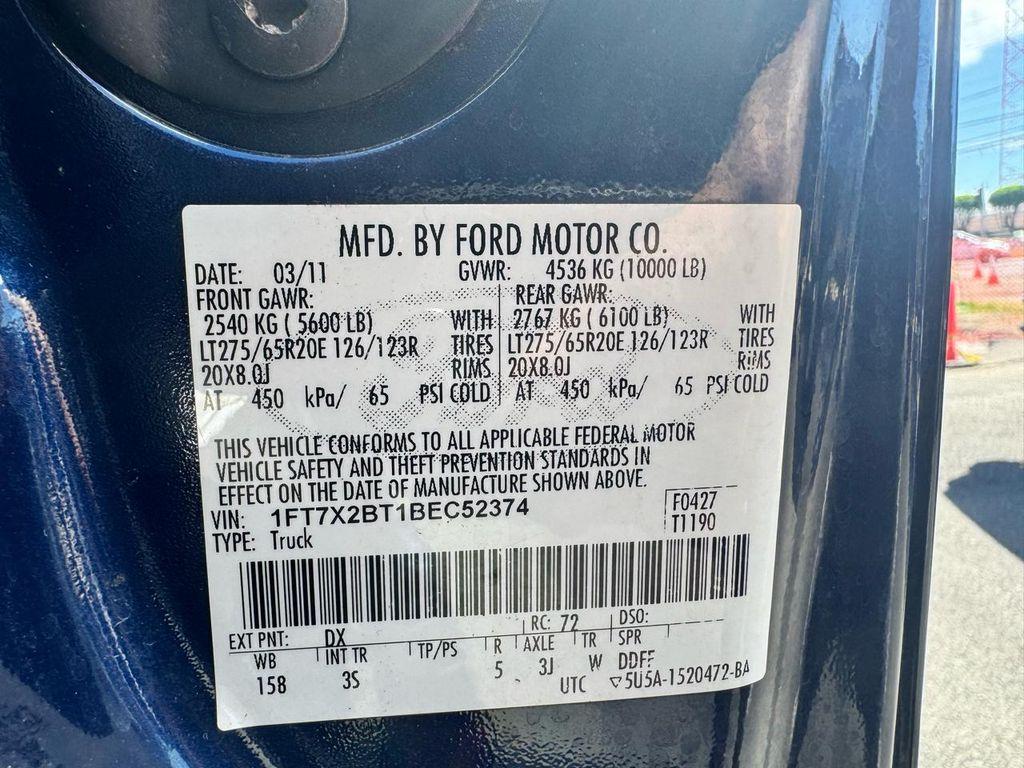 MFD. BY FORD MOTOR CO.
DATE: 03/11 GVWR: 4536 KG (10000 LB)
FRONT GAWR: REAR GAWR:
2540 KG ( 5600 LB) WITH 2767 KG ( 6100 LB) WITH
LT275/65R20E 126/123R TIRES LT275/65R20E 126/123R TIRES
20X8.0J RIMS 20X8.0J RIMS
AT 450 kPa/ 65 PSI COLD AT 450 kPa/ 65 PSI COLD
THIS VEHICLE CONFORMS TO ALL APPLICABLE FEDERAL MOTOR
VEHICLE SAFETY AND THEFT PREVENTION STANDARDS IN
EFFECT ON THE DATE OF MANUFACTURE SHOWN ABOVE.
VIN: 1FT7X2BT1BEC52374 F0427
TYPE: Truck T1190
EXT PNT: DX RC: 72 DSO:
WB INT TR TP/PS R AXLE TR SPR
158 3S 5 3J W DDFF
UTC ▽5U5A-1520472-BA